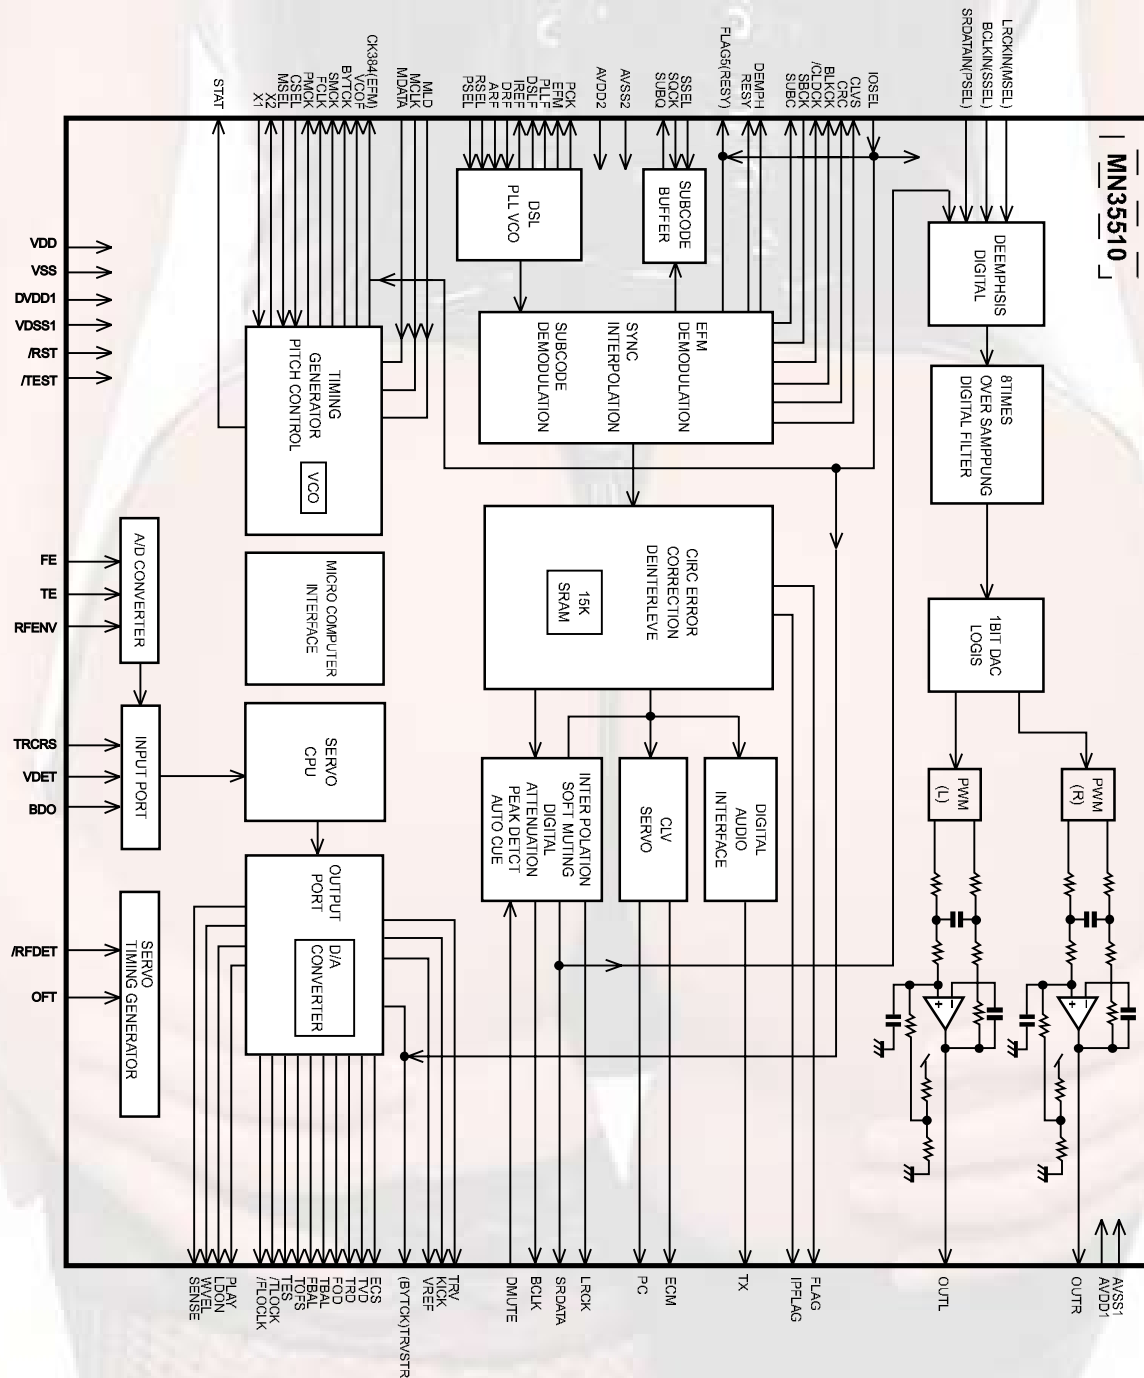 MN35510
LRCKIN(MSEL)
BCLKIN(SSEL)
SRDATAIN(PSEL)
IOSEL
CLVS
CRC
BLKCK
/CLDCK
SBCK
SUBC
DEMPH
RESY
FLAG5(RESY)
SSEL
SQCK
SUBQ
AVSS2
AVDD2
PCK
EFM
PLLF
DSLF
IREF
DRF
ARF
RSEL
PSEL
MLD
MCLK
MDATA
CK384(EFM)
VCOF
BYTCK
SMCK
FCLK
PMCK
CSEL
MSEL
X2
X1
STAT
DEEMPHSIS
DIGITAL
8TIMES
OVER SAMPPUNG
DIGITAL FILTER
1BIT DAC
LOGIS
PWM
(R)
PWM
(L)
SUBCODE
BUFFER
DSL
PLL VCO
EFM
DEMODULATION
SYNC
INTERPOLATION
SUBCODE
DEMODULATION
TIMING
GENERATOR
PITCH CONTROL
VCO
CIRC ERROR
CORRECTION
DEINTERLEVE
15K
SRAM
MICRO COMPUTER
INTERFACE
DIGITAL
AUDIO
INTERFACE
CLV
SERVO
INTER POLATION
SOFT MUTING
DIGITAL
ATTENUATION
PEAK DETCT
AUTO CUE
SERVO
CPU
OUTPUT
PORT
D/A
CONVERTER
A/D CONVERTER
INPUT PORT
SERVO
TIMING GENERATOR
VDD
VSS
DVDD1
VDSS1
/RST
/TEST
FE
TE
RFENV
TRCRS
VDET
BDO
/RFDET
OFT
AVSS1
AVDD1
OUTR
OUTL
FLAG
IPFLAG
TX
ECM
PC
LRCK
SRDATA
BCLK
DMUTE
TRV
KICK
VREF
(BYTCK)TRVSTR
ECS
TVD
TRD
FOD
TBAL
FBAL
TOFS
TES
/TLOCK
/FLOCLK
PLAY
LDON
WVEL
SENSE
+
−
+
−